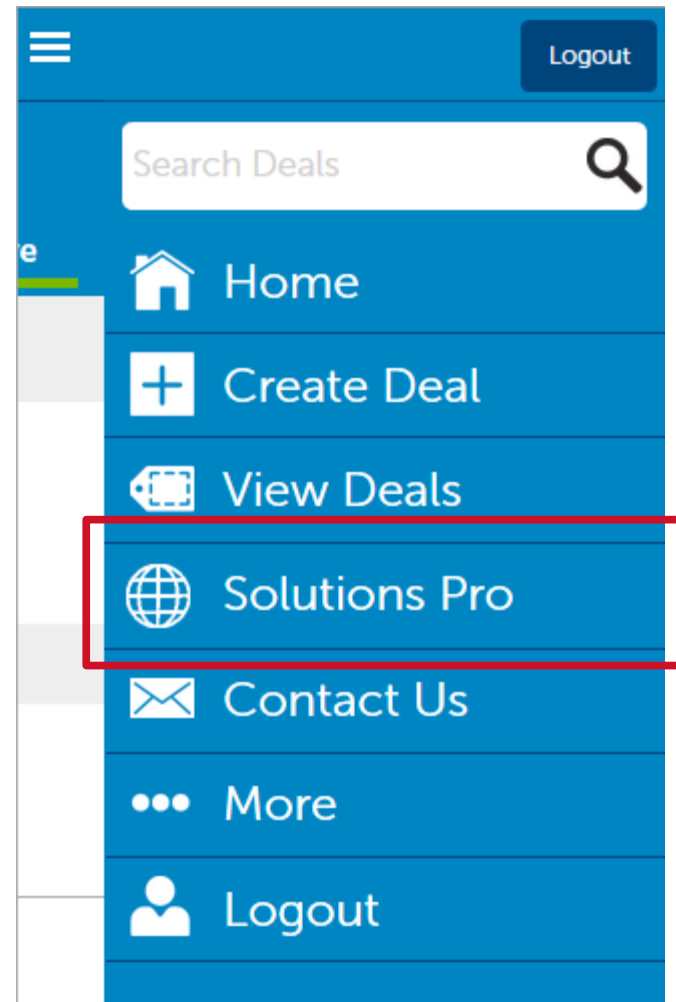 Logout
Search Deals
e
Home
Create Deal
View Deals
Solutions Pro
Contact Us
More
Logout